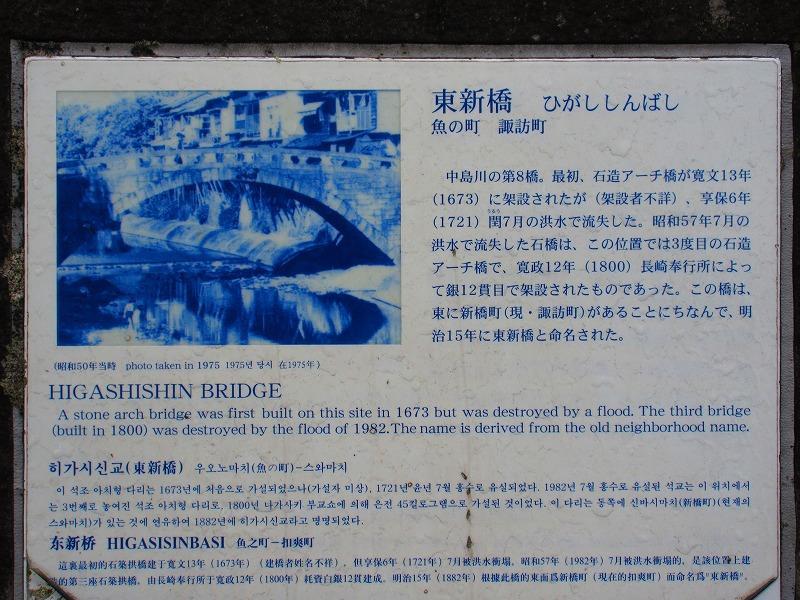 東新橋 ひがししんばし
魚の町 諏訪町
中島川の第8橋。最初、石造アーチ橋が寛文13年
(1673)に架設されたが(架設者不詹)、享保6年
(1721)閏7月の洪水で流失した。昭和57年7月の
洪水で流失した石橋は、この位置では3度目の石造
アーチ橋で、寛政12年(1800)長崎奉行所によっ
て銀12貫目で架設されたものであった。この橋は、
東に新橋町(現・諏訪町)があることにちなんで、明
治15年に東新橋と命名された。
(昭和50年当時 photo taken in 1975 1975년 당시 在1975年)
HIGASHISHIN BRIDGE
A stone arch bridge was first built on this site in 1673 but was destroyed by a flood. The third bridge
(built in 1800) was destroyed by the flood of 1982.The name is derived from the old neighborhood name.
히가시신교(東新橋) 우오노마치(魚の町)-스와마치
이 석조 아치형 다리는 1673년에 처음으로 가설되었으나(가설자 미상), 1721년 윤년 7월 홍수로 유실되었다. 1982년 7월 홍수로 유실된 석교는 이 위치에서
는 3번째로 놓여진 석조 아치형 다리로, 1800년 나가사키 부교쇼에 의해 은전 45킬로그램으로 가설된 것이었다. 이 다리는 동쪽에 신바시마치(新橋町)(현재의
스와마치)가 있는 것에 연유하여 1882년에 히가시신교라고 명명되었다.
东新桥 HIGASISINBASI 魚之町－扣爽町
這裏最初的石築拱橋建于寛文13年(1673年)(建橋者姓名不祥)。但享保6年(1721年)7月被洪水衝塌。昭和57年(1982年)7月被洪水衝塌的，是該位置上建
的第三座石築拱橋。由長崎奉行所于寛政12年(1800年)耗資白銀12貫建成。明治15年(1882年)根據此橋的東面爲新橋町(現在的扣爽町)而命名爲"東新橋"。